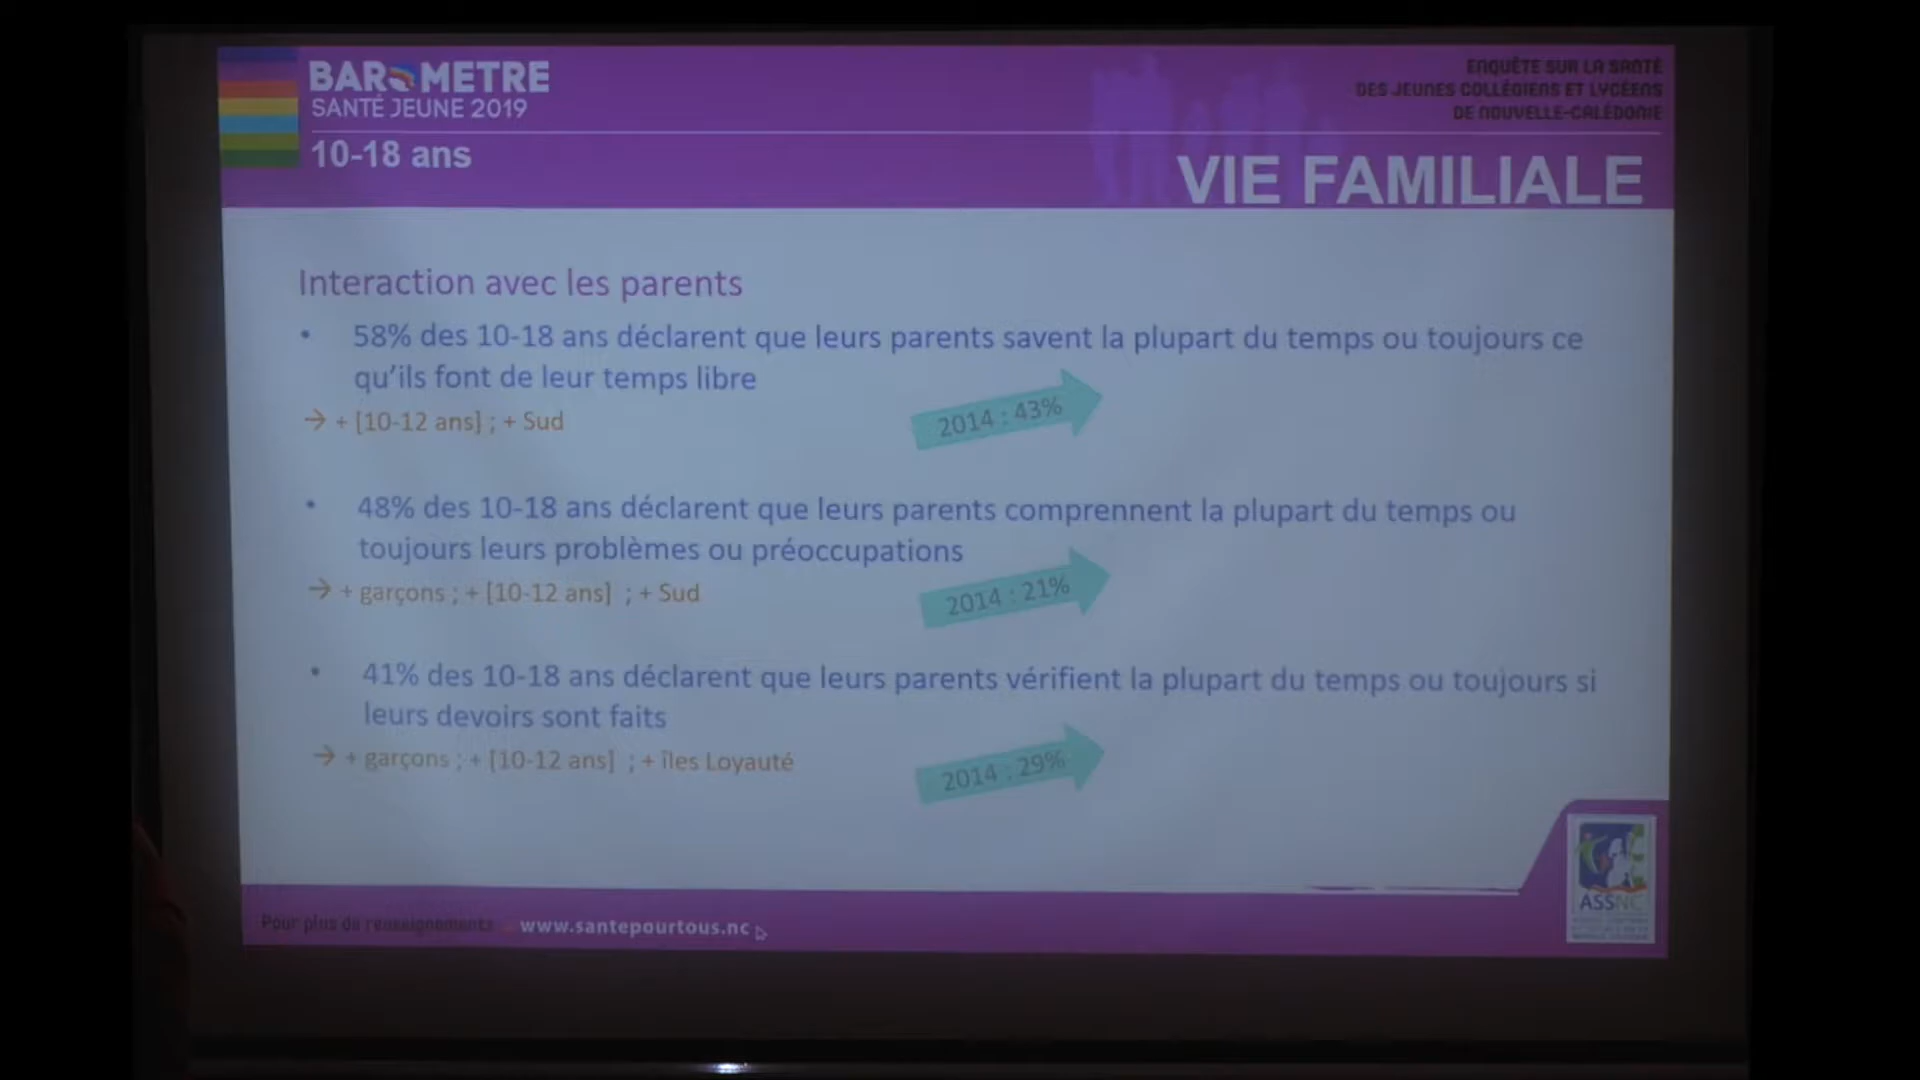 BAROMETRE
SANTÉ JEUNE 2019
10-18 ans
ENQUÊTE SUR LA SANTÉ
DES JEUNES COLLÉGIENS ET LYCÉENS
DE NOUVELLE-CALÉDONIE
VIE FAMILIALE
Interaction avec les parents
• 58% des 10-18 ans déclarent que leurs parents savent la plupart du temps ou toujours ce
qu'ils font de leur temps libre
→ + [10-12 ans] ; + Sud
2014 : 43%
• 48% des 10-18 ans déclarent que leurs parents comprennent la plupart du temps ou
toujours leurs problèmes ou préoccupations
→ + garçons ; + [10-12 ans] ; + Sud
2014 : 21%
• 41% des 10-18 ans déclarent que leurs parents vérifient la plupart du temps ou toujours si
leurs devoirs sont faits
→ + garçons ; + [10-12 ans] ; + îles Loyauté
2014 : 29%
Pour plus de renseignements www.santepourtous.nc
ASSNC